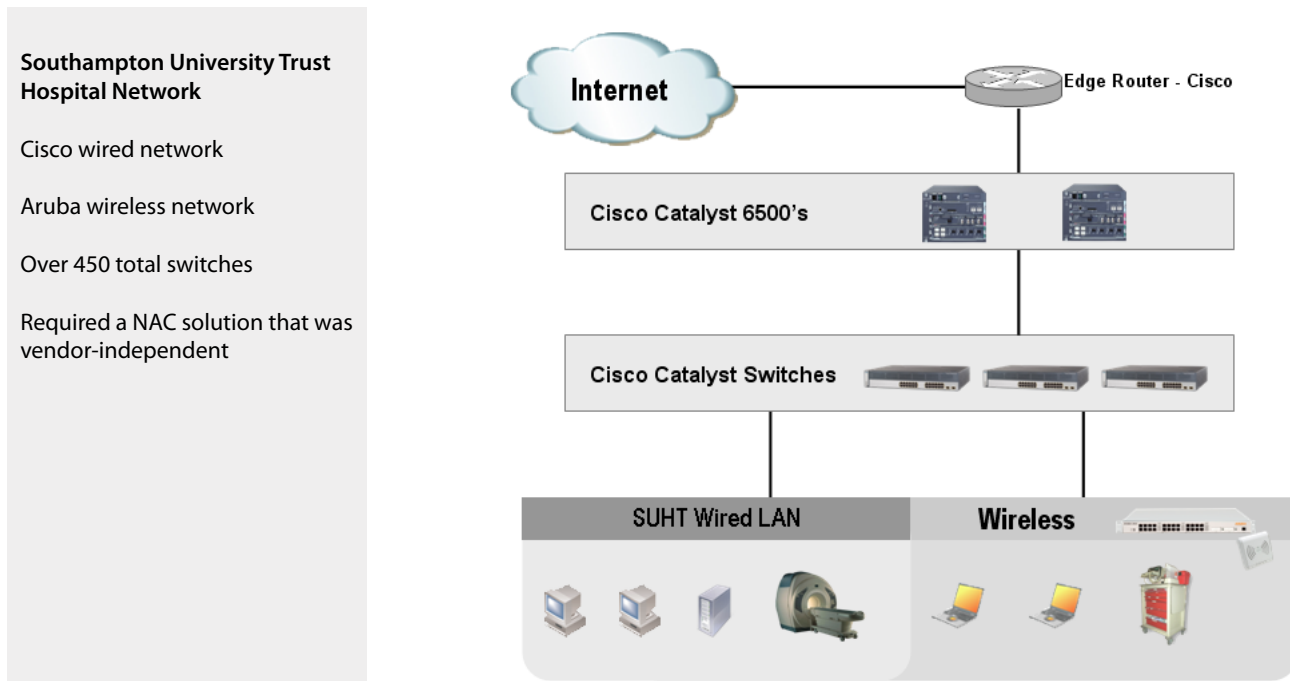 Southampton University Trust
Hospital Network
Cisco wired network
Aruba wireless network
Over 450 total switches
Required a NAC solution that was
vendor-independent
Internet
Edge Router - Cisco
Cisco Catalyst 6500's
Cisco Catalyst Switches
SUHT Wired LAN
Wireless